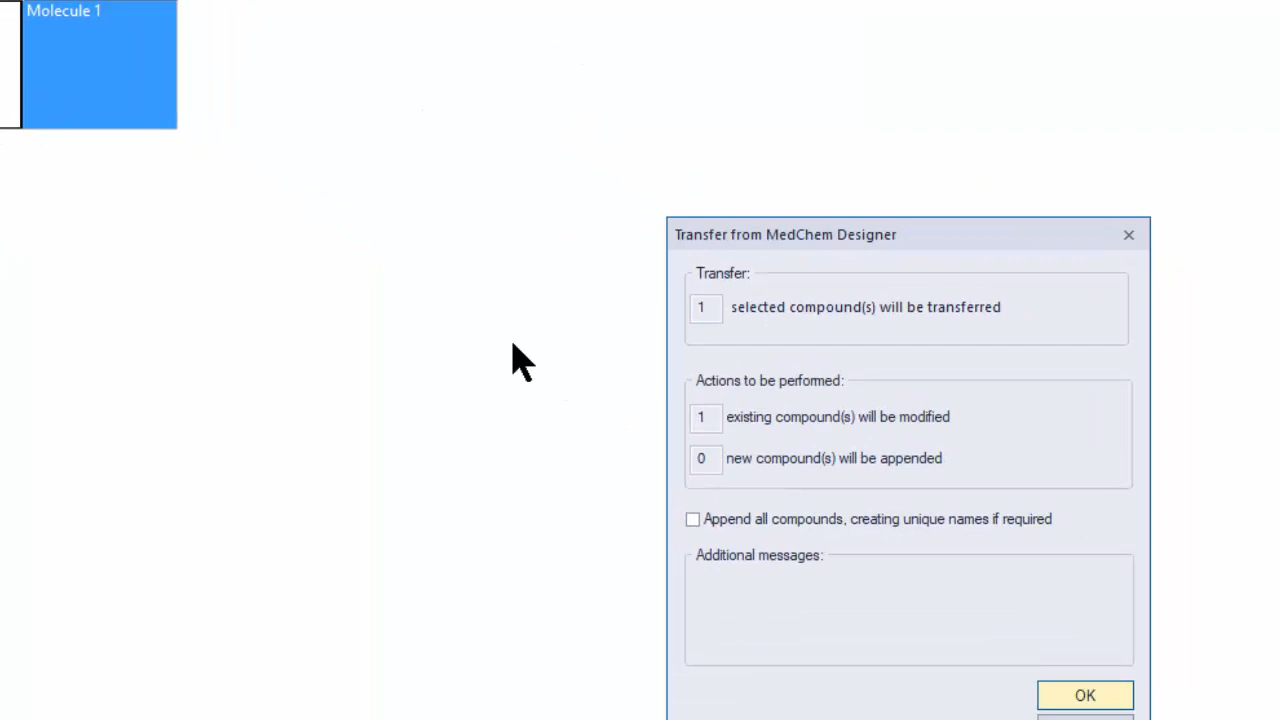 Molecule 1
Transfer from MedChem Designer
Transfer:
1 selected compound(s) will be transferred
Actions to be performed:
1 existing compound(s) will be modified
0 new compound(s) will be appended
Append all compounds, creating unique names if required
Additional messages:
OK